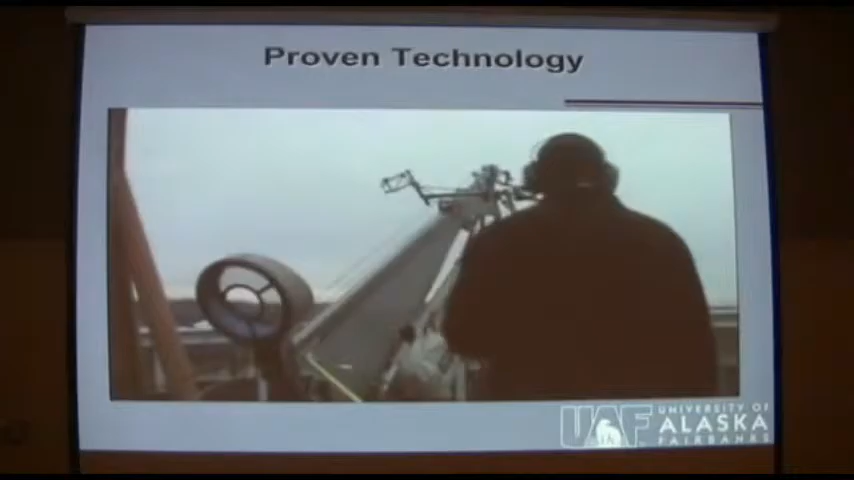 Proven Technology
UAF
UNIVERSITY OF
ALASKA
FAIRBANKS